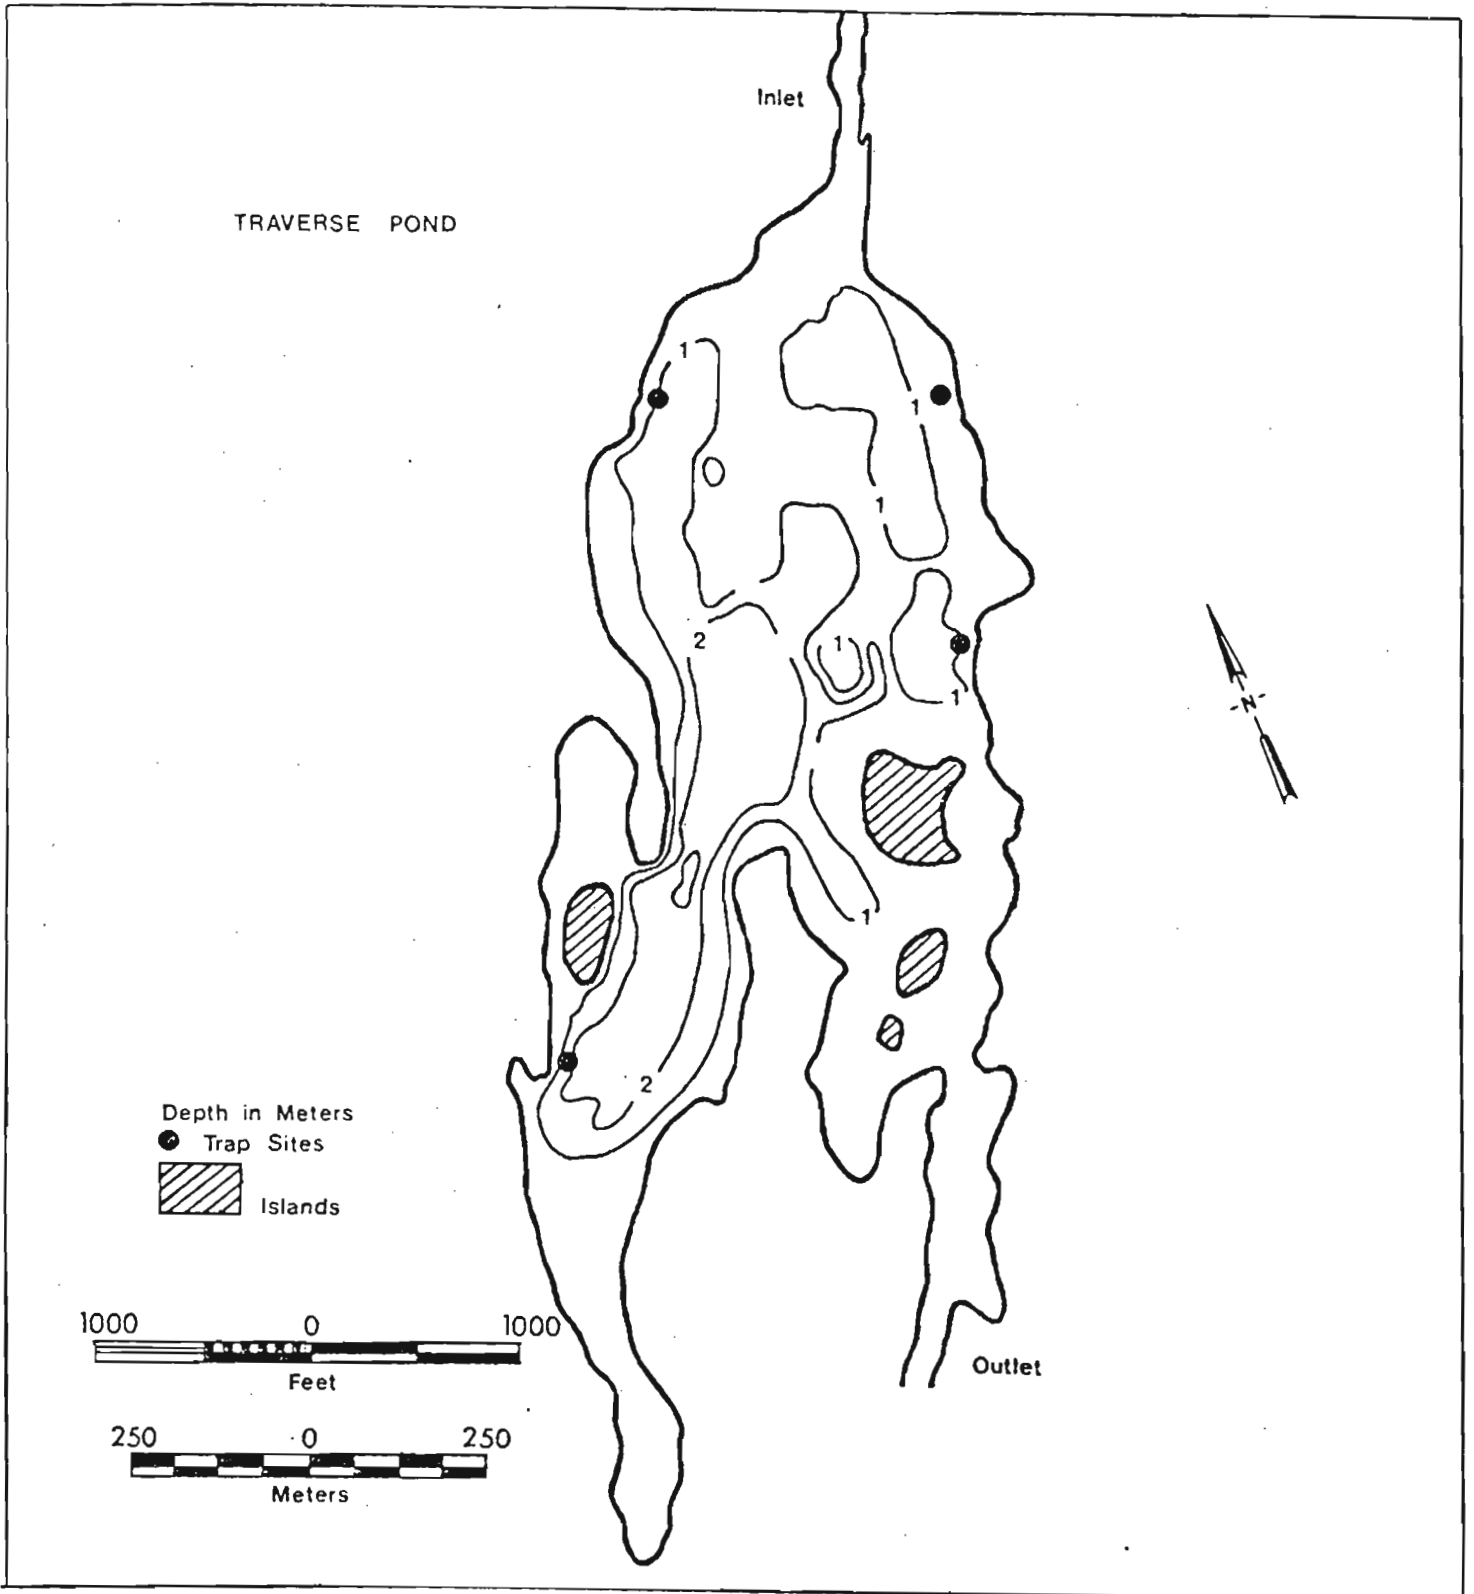 Inlet
TRAVERSE POND
1
1
1
2
1
1
N
1
2
Depth in Meters
Trap Sites
Islands
1000 0 1000
Feet
Outlet
250 0 250
Meters